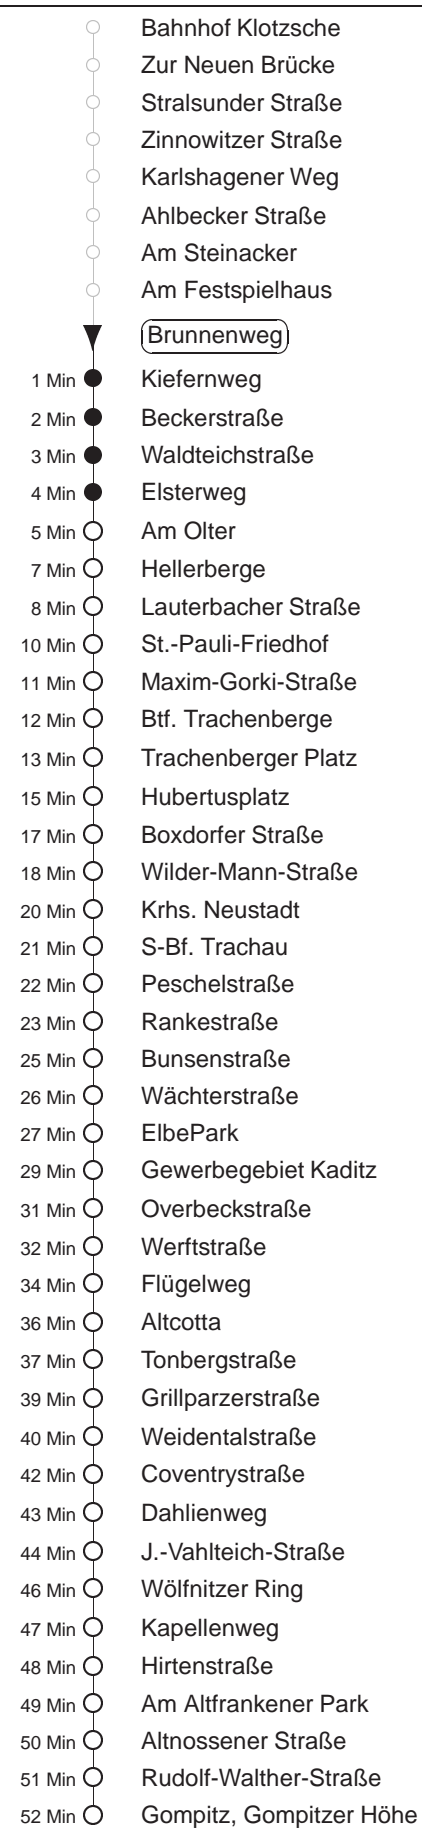 Bahnhof Klotzsche
Zur Neuen Brücke
Stralsunder Straße
Zinnowitzer Straße
Karlshagener Weg
Ahlbecker Straße
Am Steinacker
Am Festspielhaus
Brunnenweg
1 Min Kiefernweg
2 Min Beckerstraße
3 Min Waldteichstraße
4 Min Elsterweg
5 Min Am Olter
7 Min Hellerberge
8 Min Lauterbacher Straße
10 Min St.-Pauli-Friedhof
11 Min Maxim-Gorki-Straße
12 Min Btf. Trachenberge
13 Min Trachenberger Platz
15 Min Hubertusplatz
17 Min Boxdorfer Straße
18 Min Wilder-Mann-Straße
20 Min Krhs. Neustadt
21 Min S-Bf. Trachau
22 Min Peschelstraße
23 Min Rankestraße
25 Min Bunsenstraße
26 Min Wächterstraße
27 Min ElbePark
29 Min Gewerbegebiet Kaditz
31 Min Overbeckstraße
32 Min Werftstraße
34 Min Flügelweg
36 Min Altcotta
37 Min Tonbergstraße
39 Min Grillparzerstraße
40 Min Weidentalstraße
42 Min Coventrystraße
43 Min Dahlienweg
44 Min J.-Vahlteich-Straße
46 Min Wölfnitzer Ring
47 Min Kapellenweg
48 Min Hirtenstraße
49 Min Am Altfrankener Park
50 Min Altnossener Straße
51 Min Rudolf-Walther-Straße
52 Min Gompitz, Gompitzer Höhe